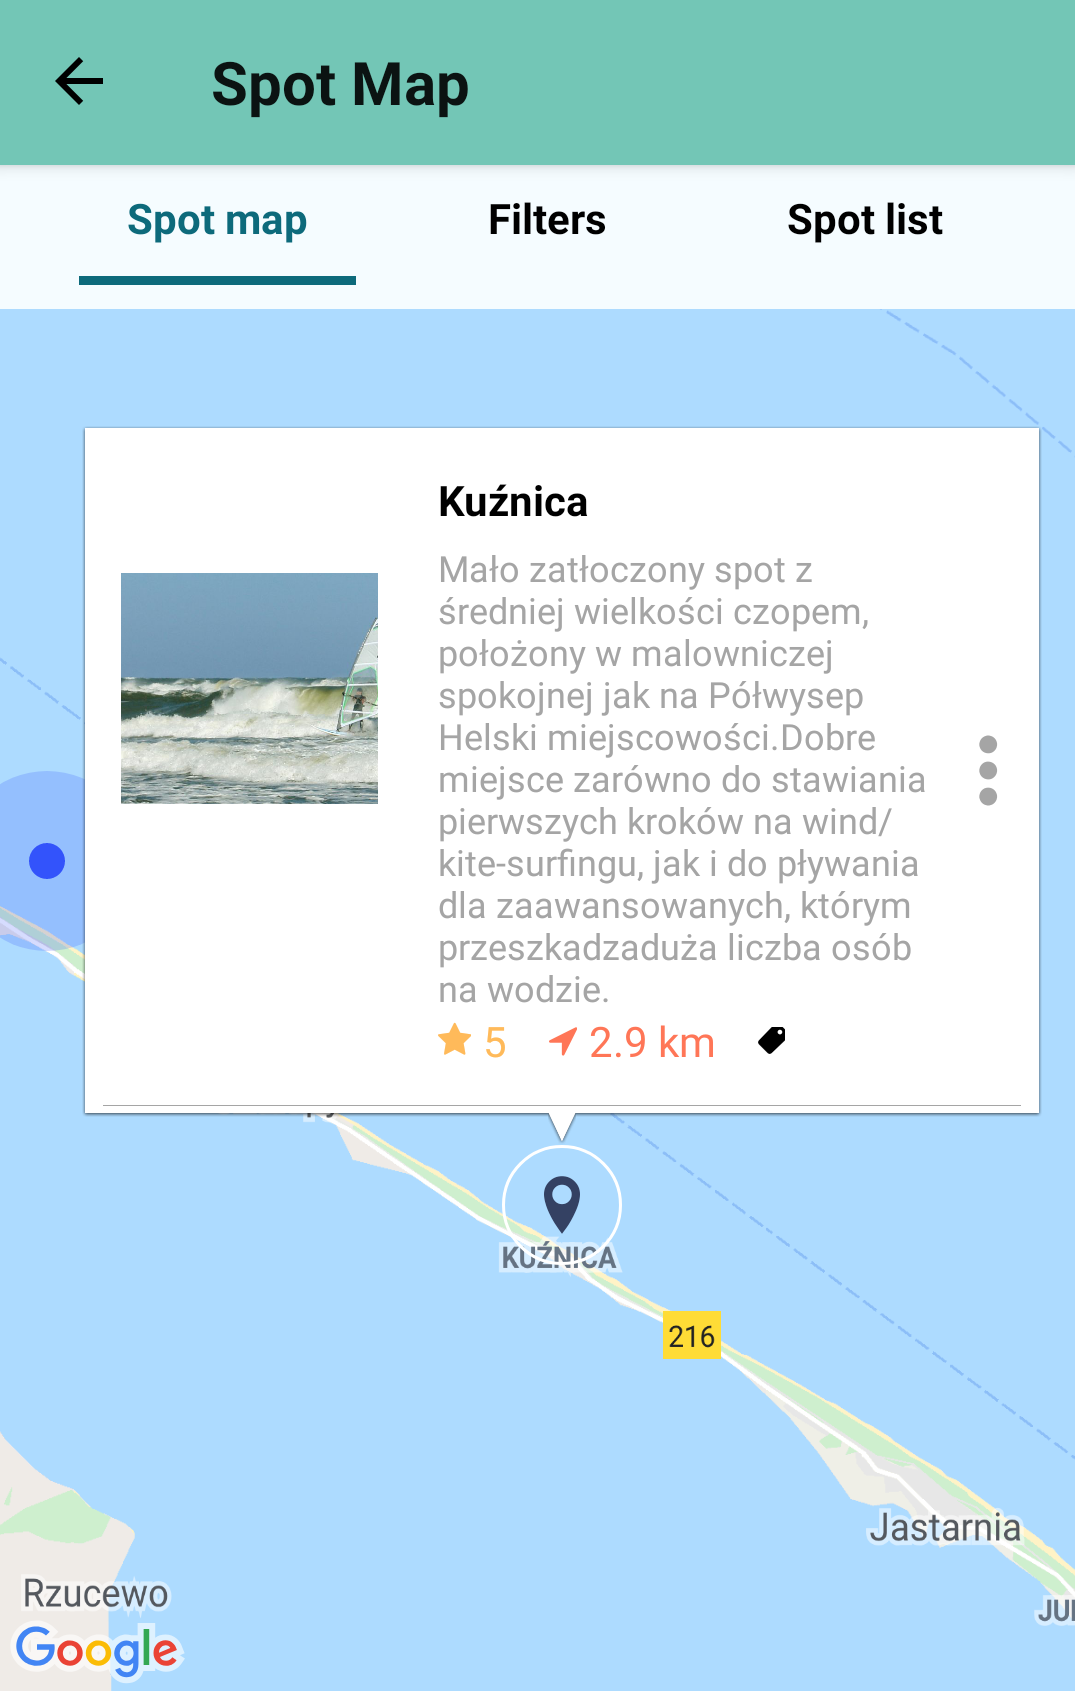 Spot Map
Spot map
Filters
Spot list
Kuźnica
Mało zatłoczony spot z
średniej wielkości czopem,
położony w malowniczej
spokojnej jak na Półwysep
Helski miejscowości.Dobre
miejsce zarówno do stawiania
pierwszych kroków na wind/
kite-surfingu, jak i do pływania
dla zaawansowanych, którym
przeszkadzaduża liczba osób
na wodzie.
5 2.9 km
KUŹNICA
216
Jastarnia
Rzucewo
JU
Google